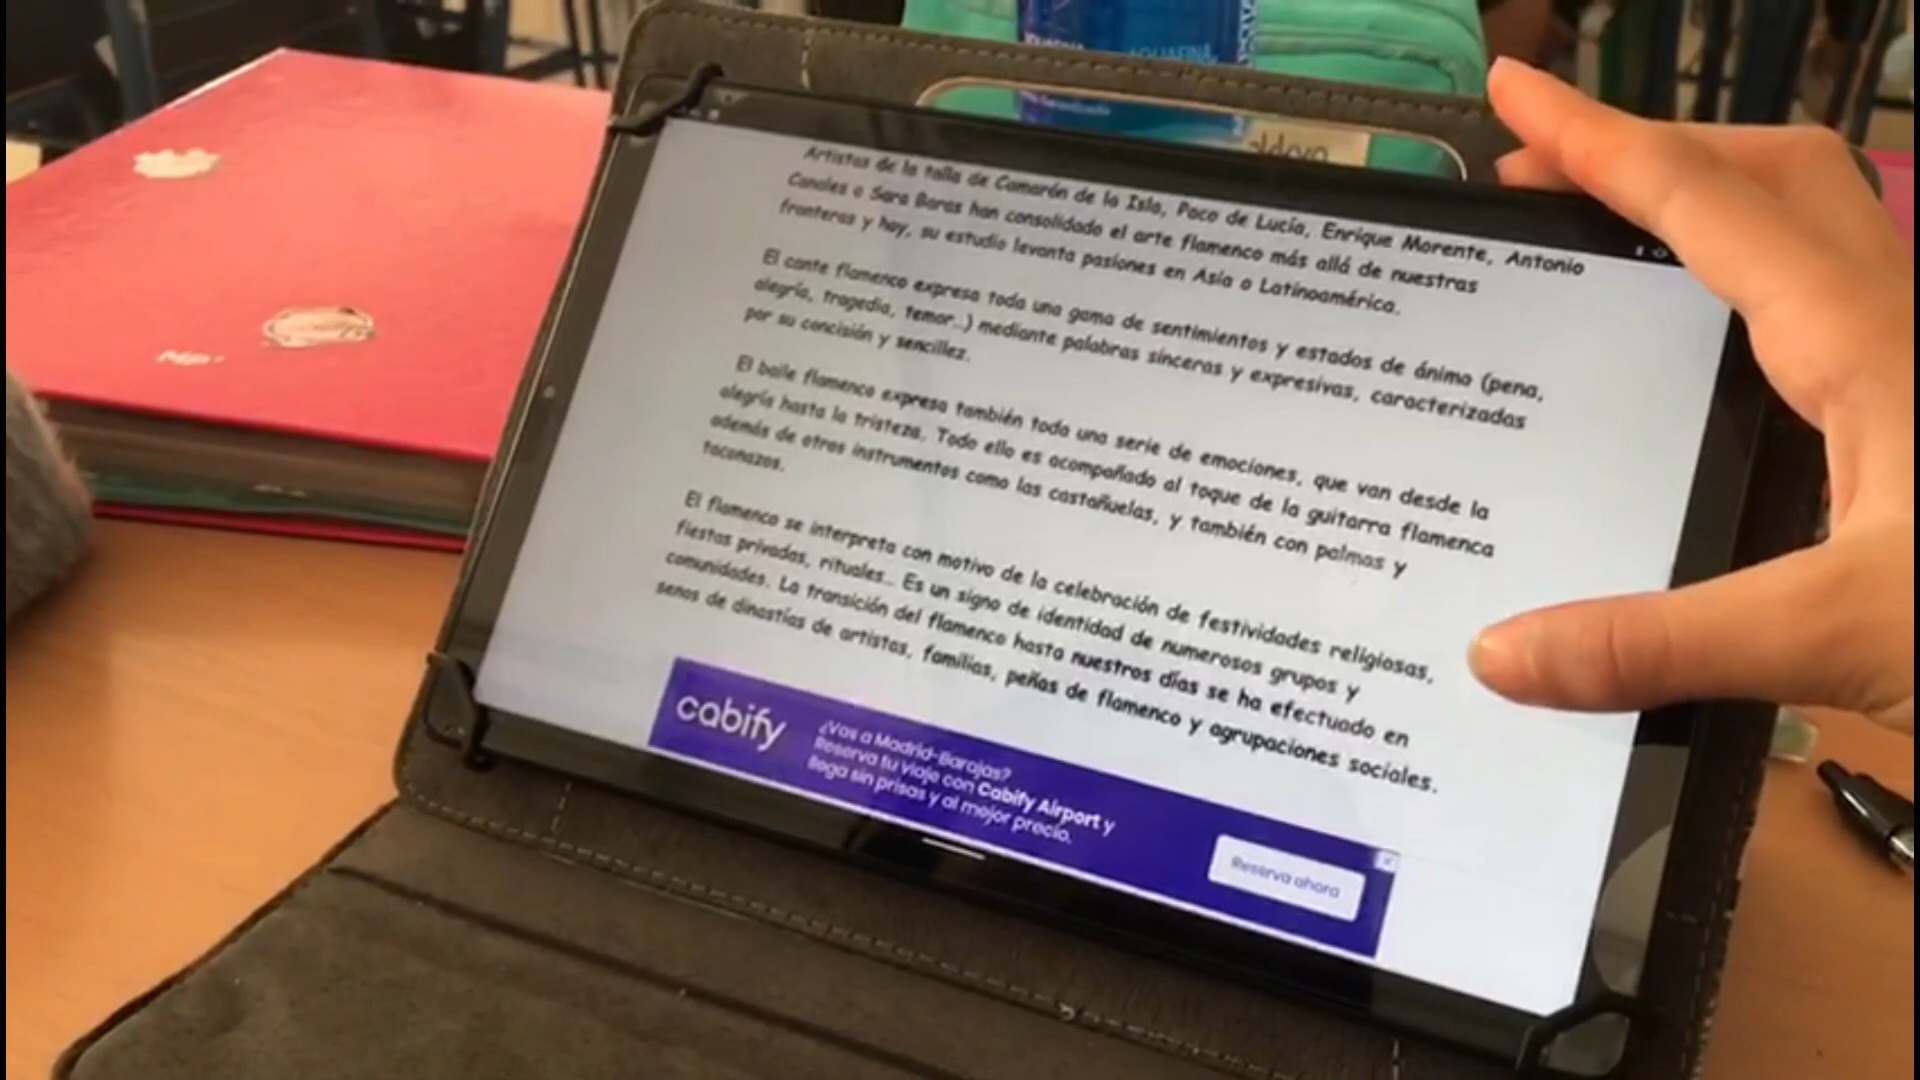 AQUAFINA
Artistas de la talla de Camarón de la Isla, Paco de Lucía, Enrique Morente, Antonio
Canales o Sara Baras han consolidado el arte flamenco más allá de nuestras
fronteras y hoy, su estudio levanta pasiones en Asia o Latinoamérica.
El cante flamenco expresa toda una gama de sentimientos y estados de ánimo (pena,
alegría, tragedia, temor…) mediante palabras sinceras y expresivas, caracterizadas
por su concisión y sencillez.
El baile flamenco expresa también toda una serie de emociones, que van desde la
alegría hasta la tristeza. Todo ello es acompañado al toque de la guitarra flamenca
además de otros instrumentos como las castañuelas, y también con palmas y
taconazos.
El flamenco se interpreta con motivo de la celebración de festividades religiosas,
fiestas privadas, rituales… Es un signo de identidad de numerosos grupos y
comunidades. La transición del flamenco hasta nuestros días se ha efectuado en
senos de dinastías de artistas, familias, peñas de flamenco y agrupaciones sociales.
cabify
¿Vas a Madrid-Barajas?
Reserva tu viaje con Cabify Airport y
llega sin prisas y al mejor precio.
Reserva ahora